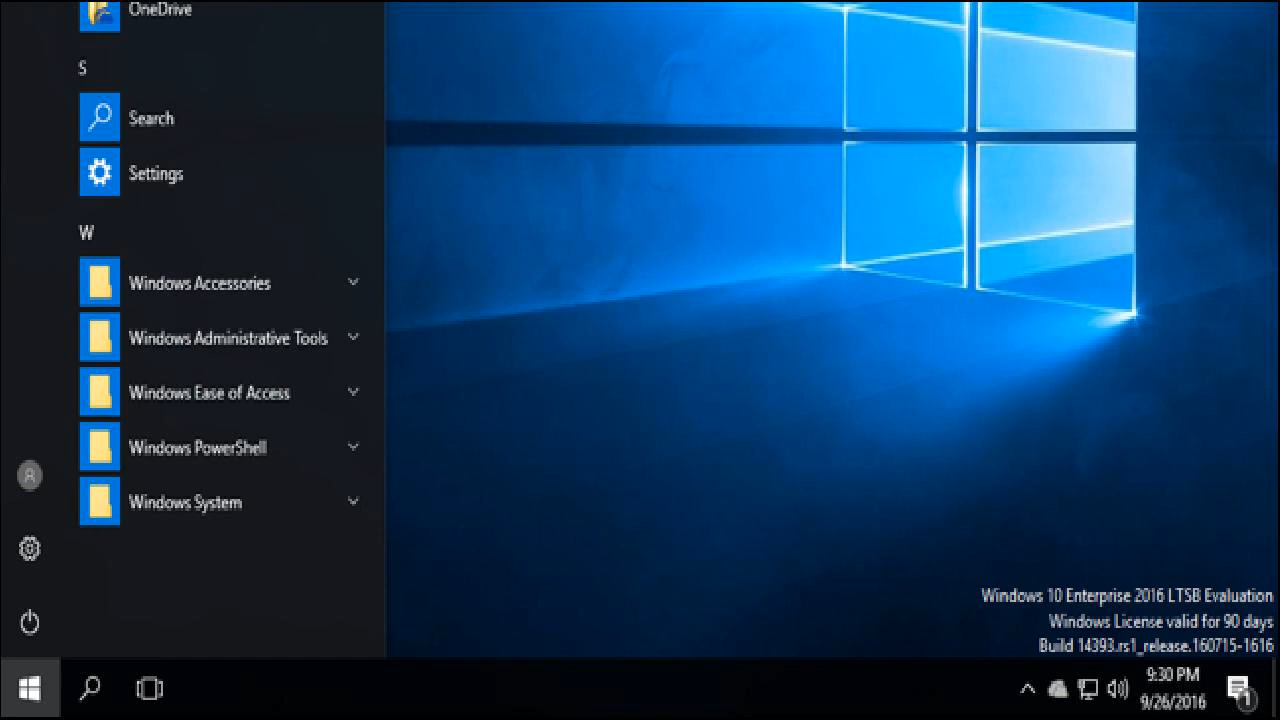 OneDrive
S
Search
Settings
W
Windows Accessories
Windows Administrative Tools
Windows Ease of Access
Windows PowerShell
Windows System
Windows 10 Enterprise 2016 LTSB Evaluation
Windows License valid for 90 days
Build 14393.rs1_release.160715-1616
9:30 PM
9/26/2016
1